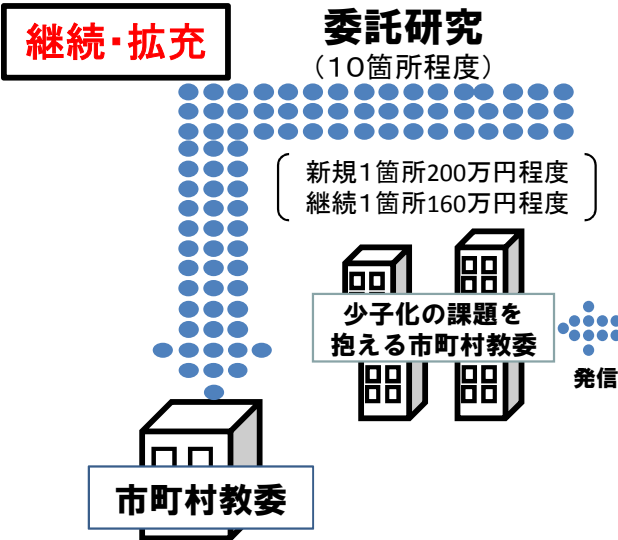 継続・拡充
委託研究
（10箇所程度）
新規1箇所200万円程度
継続1箇所160万円程度
少子化の課題を
抱える市町村教委
発信
市町村教委